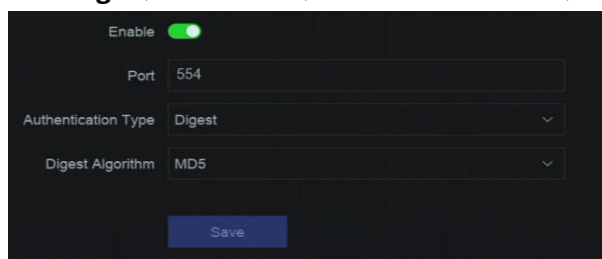 Enable
Port 554
Authentication Type Digest
Digest Algorithm MD5
Save